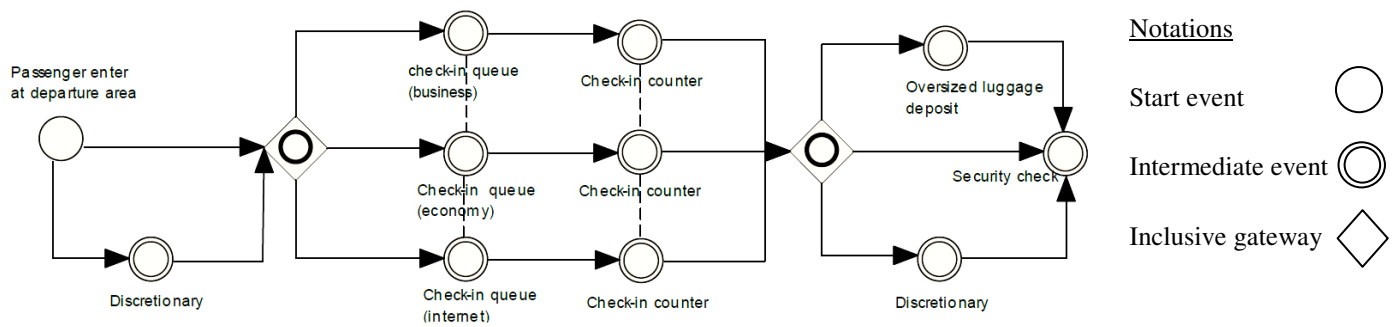 Passenger enter
at departure area
Discretionary
check-in queue
(business)
Check-in queue
(economy)
Check-in queue
(internet)
Check-in counter
Check-in counter
Check-in counter
Oversized luggage
deposit
Security check
Discretionary
Notations
Start event
Intermediate event
Inclusive gateway